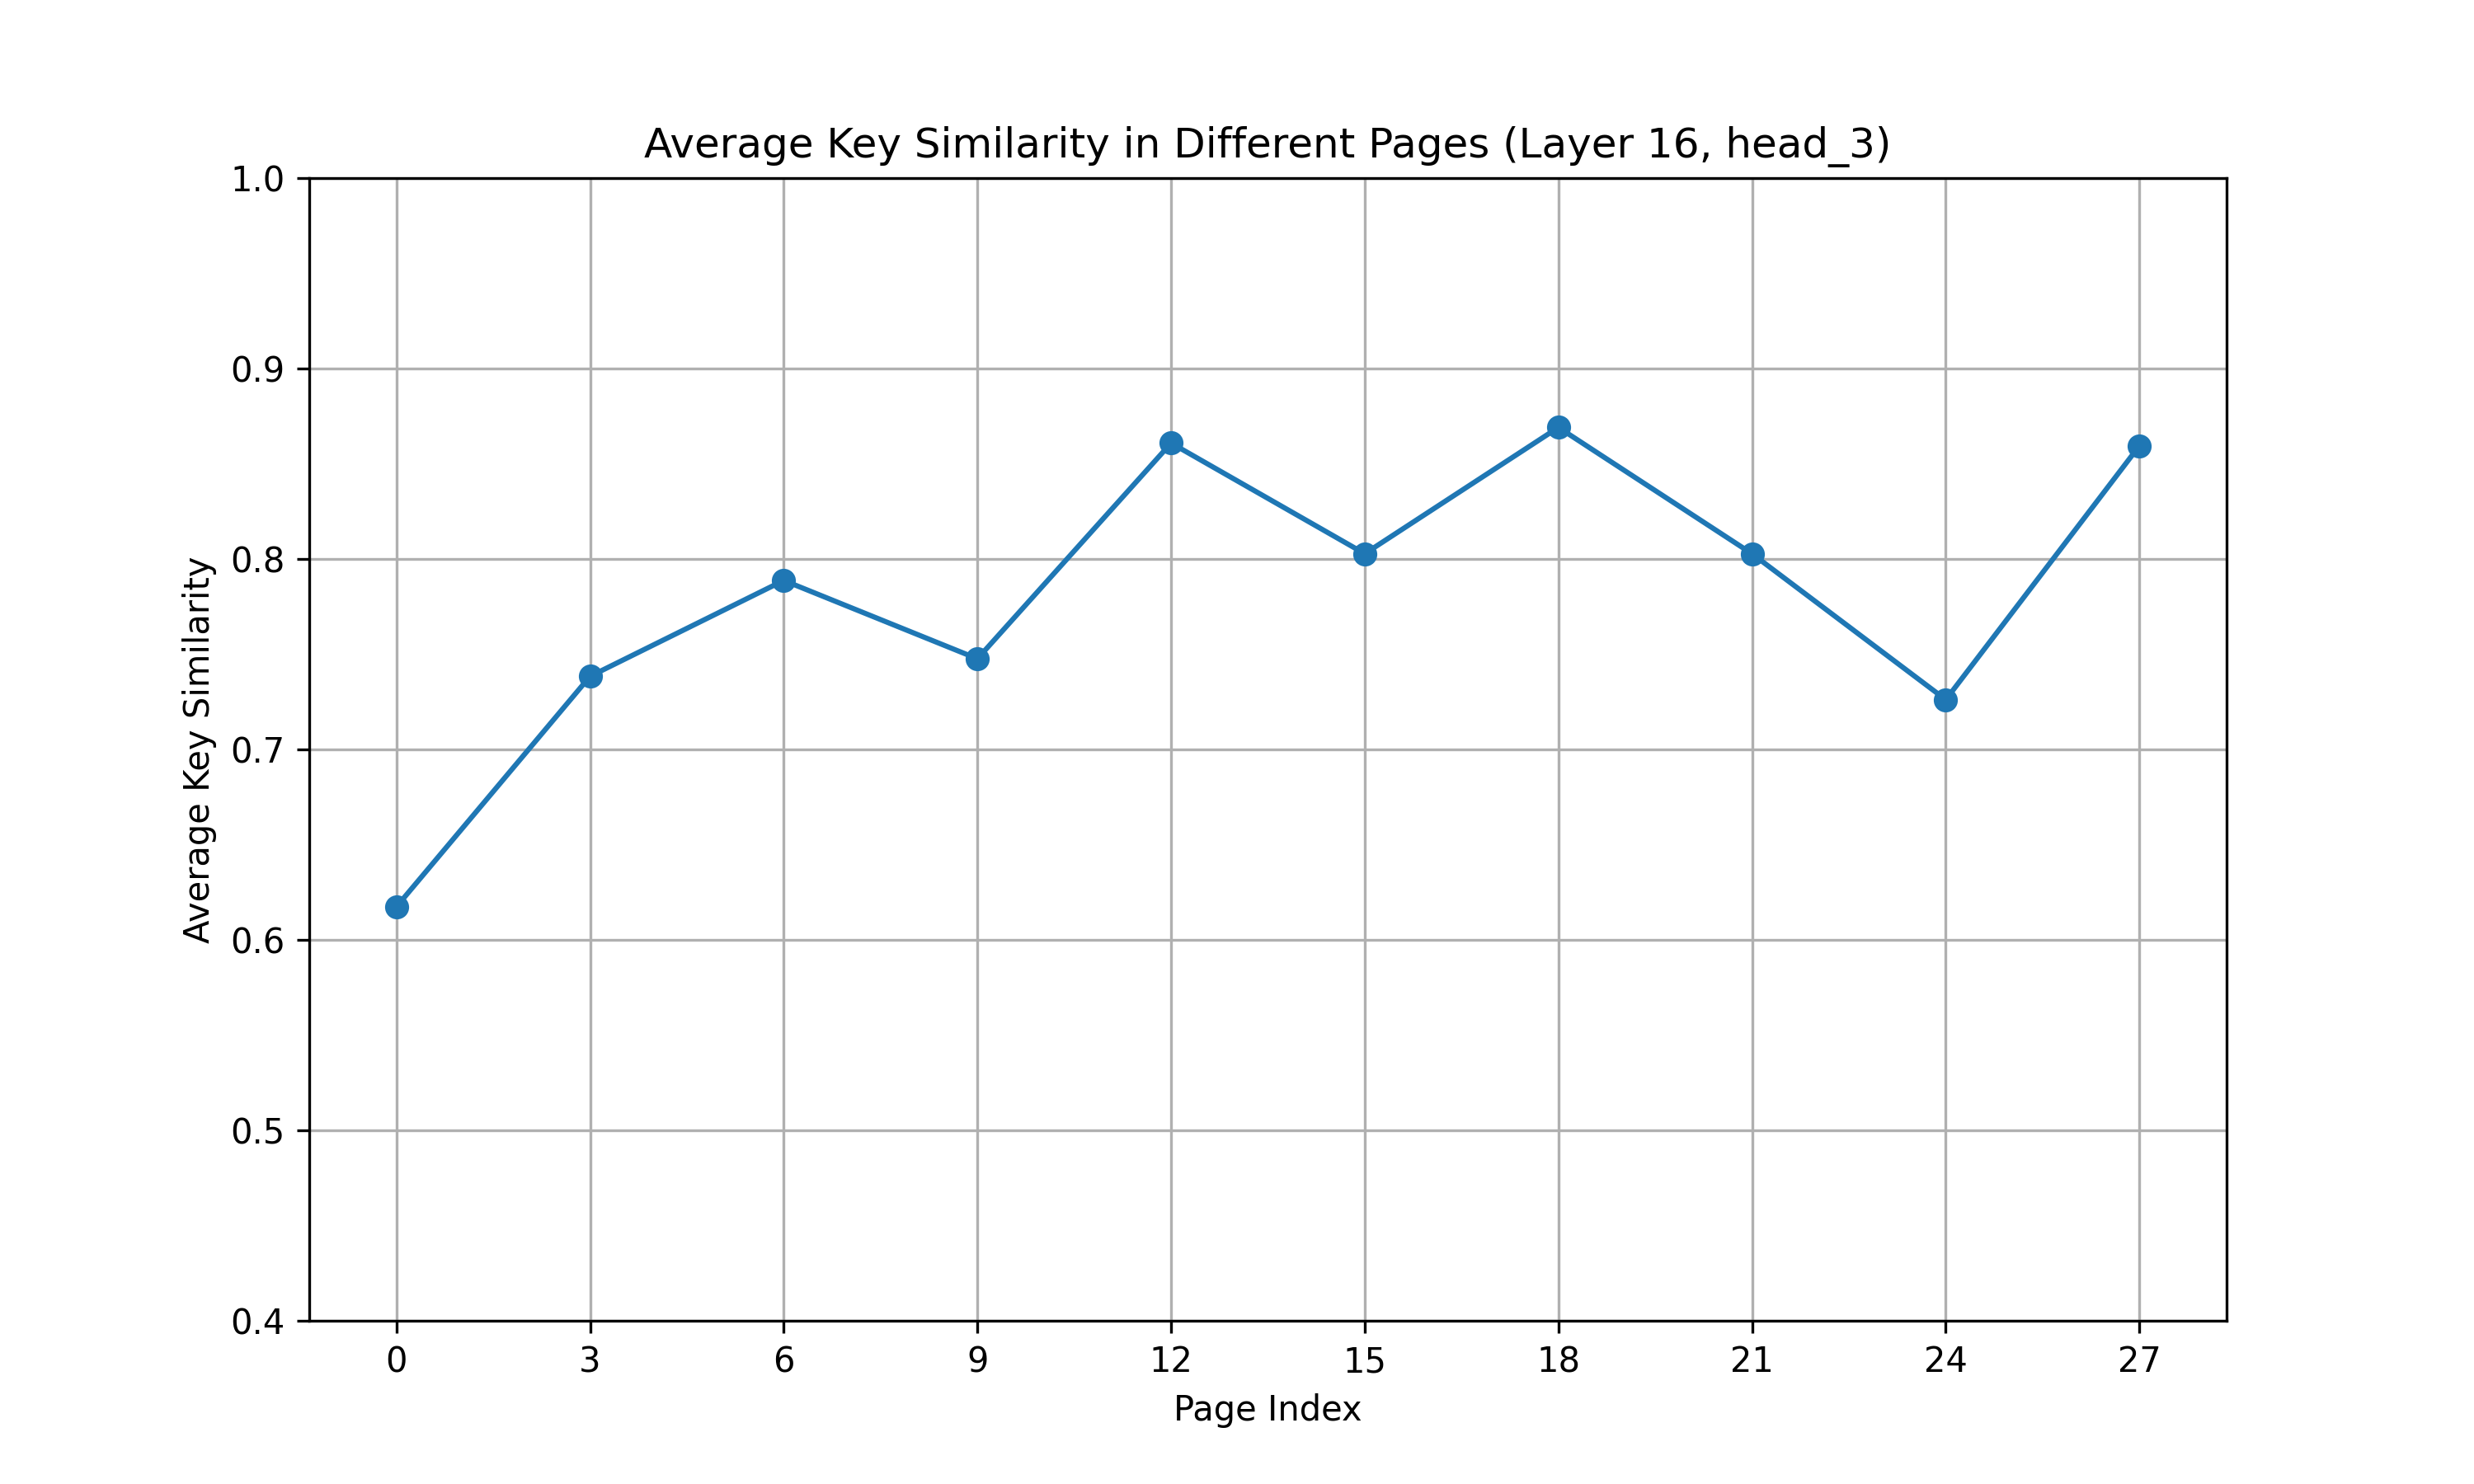 Average Key Similarity in Different Pages (Layer 16, head_3)
1.0
0.9
0.8
0.7
0.6
0.5
0.4
Average Key Similarity
0 3 6 9 12 15 18 21 24 27
Page Index